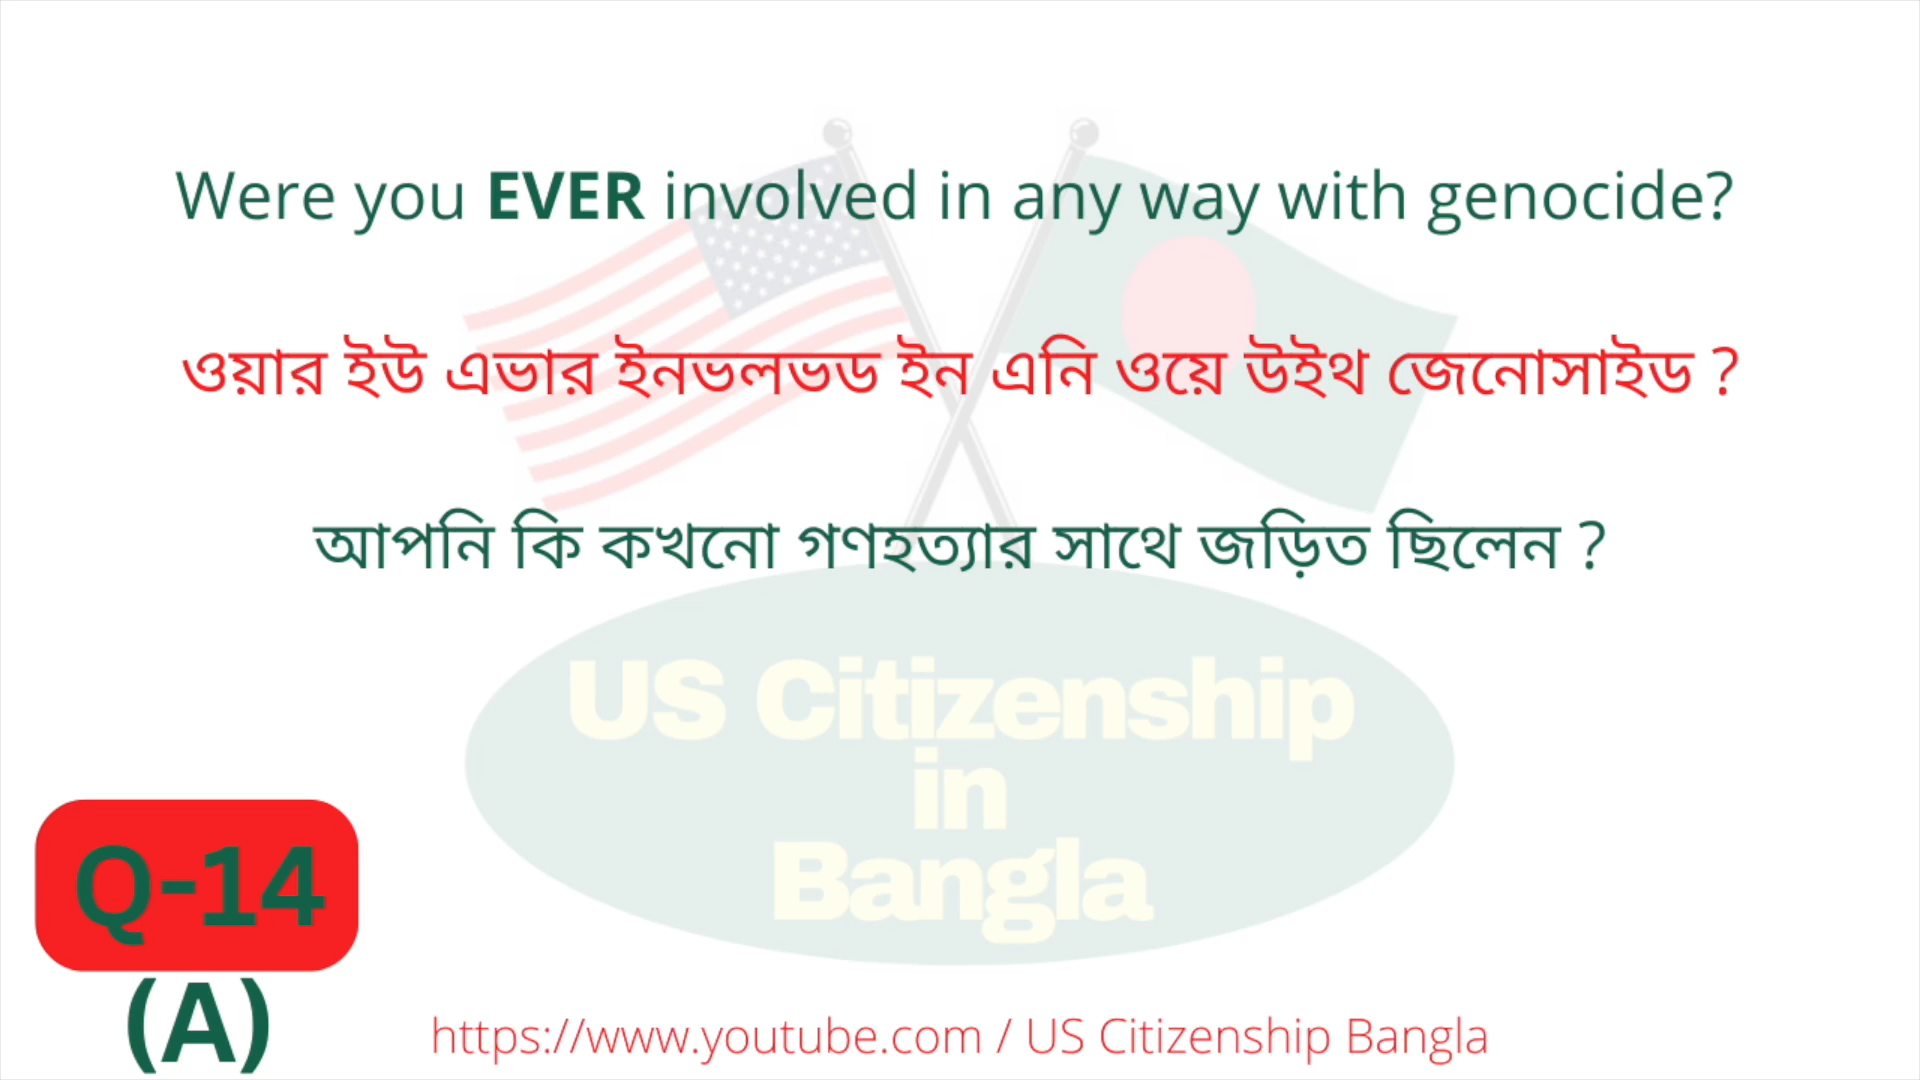 Were you EVER involved in any way with genocide?
ওয়ার ইউ এভার ইনভলভড ইন এনি ওয়ে উইথ জেনোসাইড ?
আপনি কি কখনো গণহত্যার সাথে জড়িত ছিলেন ?
US Citizenship
in
Bangla
Q-14
(A)
https://www.youtube.com / US Citizenship Bangla